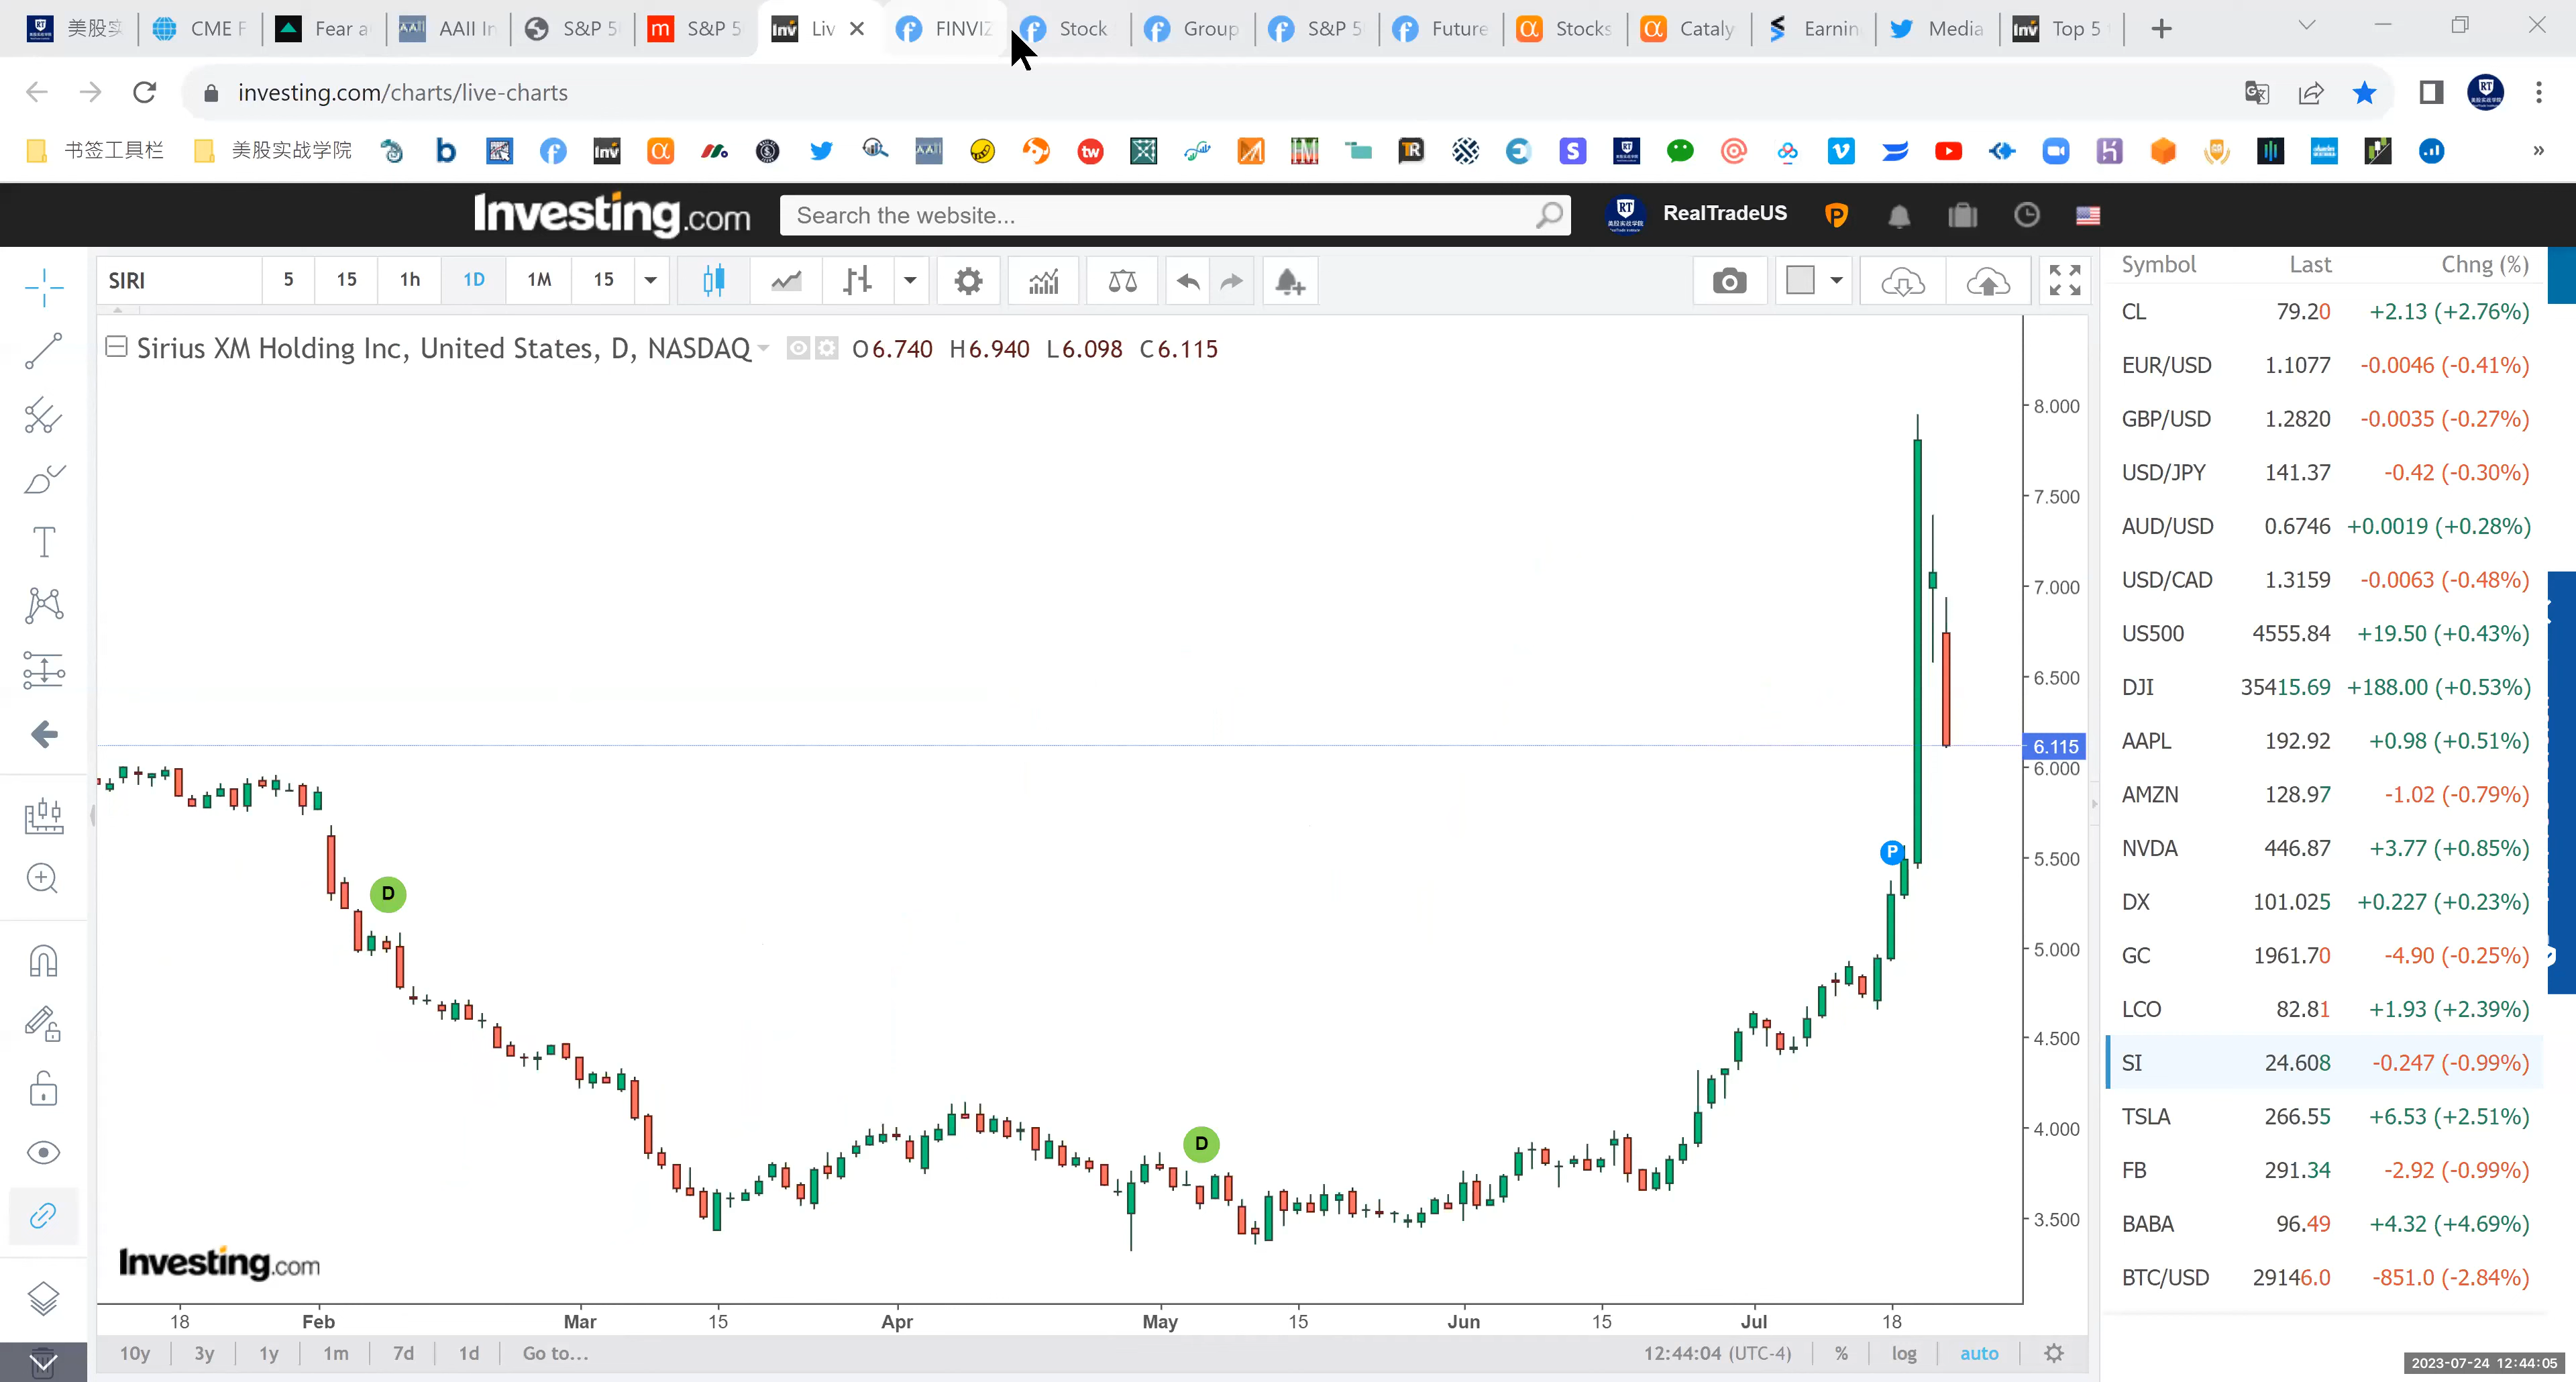 美股实 CME F Fear a AAII In S&P 5 S&P 5 Liv FINVIZ Stock Group S&P 5 Future Stocks Cataly Earnin Media Top 5
investing.com/charts/live-charts
书签工具栏 美股实战学院
Investing.com Search the website... RealTradeUS
SIRI 5 15 1h 1D 1M 15
Symbol Last Chng (%)
Sirius XM Holding Inc, United States, D, NASDAQ O6.740 H6.940 L6.098 C6.115
CL 79.20 +2.13 (+2.76%)
EUR/USD 1.1077 -0.0046 (-0.41%)
GBP/USD 1.2820 -0.0035 (-0.27%)
USD/JPY 141.37 -0.42 (-0.30%)
AUD/USD 0.6746 +0.0019 (+0.28%)
USD/CAD 1.3159 -0.0063 (-0.48%)
US500 4555.84 +19.50 (+0.43%)
DJI 35415.69 +188.00 (+0.53%)
AAPL 192.92 +0.98 (+0.51%)
AMZN 128.97 -1.02 (-0.79%)
NVDA 446.87 +3.77 (+0.85%)
DX 101.025 +0.227 (+0.23%)
GC 1961.70 -4.90 (-0.25%)
LCO 82.81 +1.93 (+2.39%)
SI 24.608 -0.247 (-0.99%)
TSLA 266.55 +6.53 (+2.51%)
FB 291.34 -2.92 (-0.99%)
BABA 96.49 +4.32 (+4.69%)
BTC/USD 29146.0 -851.0 (-2.84%)
8.000
7.500
7.000
6.500
6.115
6.000
5.500
5.000
4.500
4.000
3.500
P
D
D
Investing.com
18 Feb Mar 15 Apr May 15 Jun 15 Jul 18
10y 3y 1y 1m 7d 1d Go to... 12:44:04 (UTC-4) % log auto
2023-07-24 12:44:05